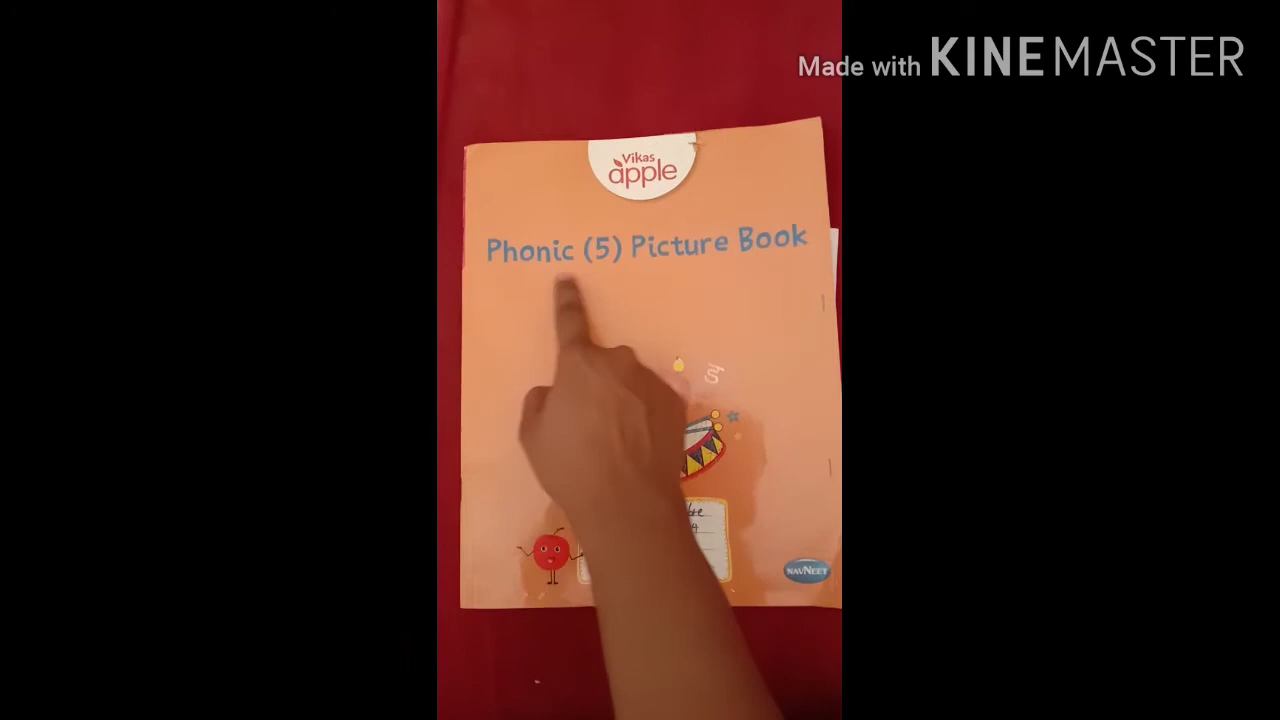 Made with KINEMASTER
Vikas
apple
Phonic (5) Picture Book
NAVNEET